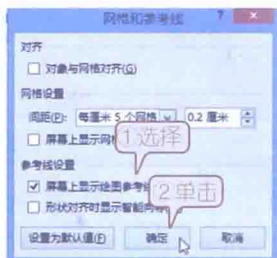 网格和参考线 ? ×
对齐
对象与网格对齐(G)
网格设置
间距(P): 每厘米 5 个网格 0.2 厘米
屏幕上显示网
1.选择
参考线设置
屏幕上显示绘图参考
2.单击
形状对齐时显示智能向
设置为默认值(E) 确定 取消